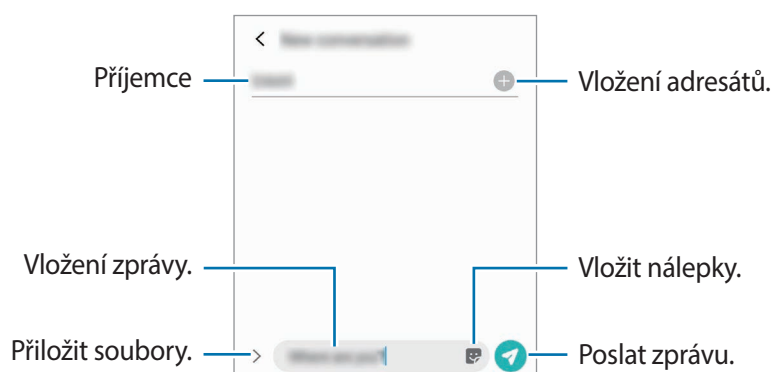 Příjemce
Vložení adresátů.
Vložení zprávy.
Vložit nálepky.
Přiložit soubory.
Poslat zprávu.